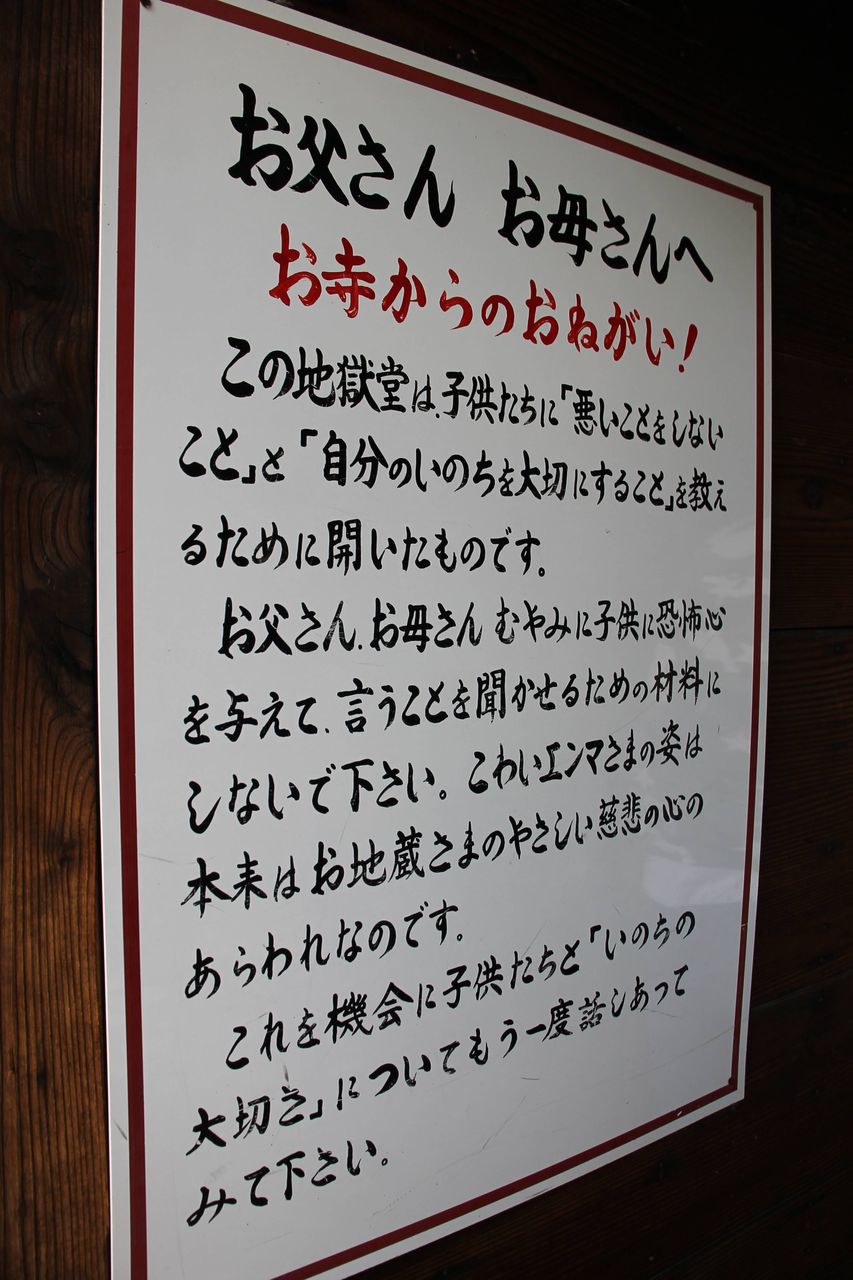 お父さん お母さんへ
お寺からのおねがい！
この地獄堂は、子供たちに「悪いことをしない
こと」と「自分のいのちを大切にすること」を教え
るために開いたものです。
お父さん、お母さん むやみに子供に恐怖心
を与えて、言うことを聞かせるための材料に
しないで下さい。こわいエンマさまの姿は
本来はお地蔵さまのやさしい慈悲の心の
あらわれなのです。
これを機会に子供たちと「いのちの
大切さ」についてもう一度話しあって
みて下さい。